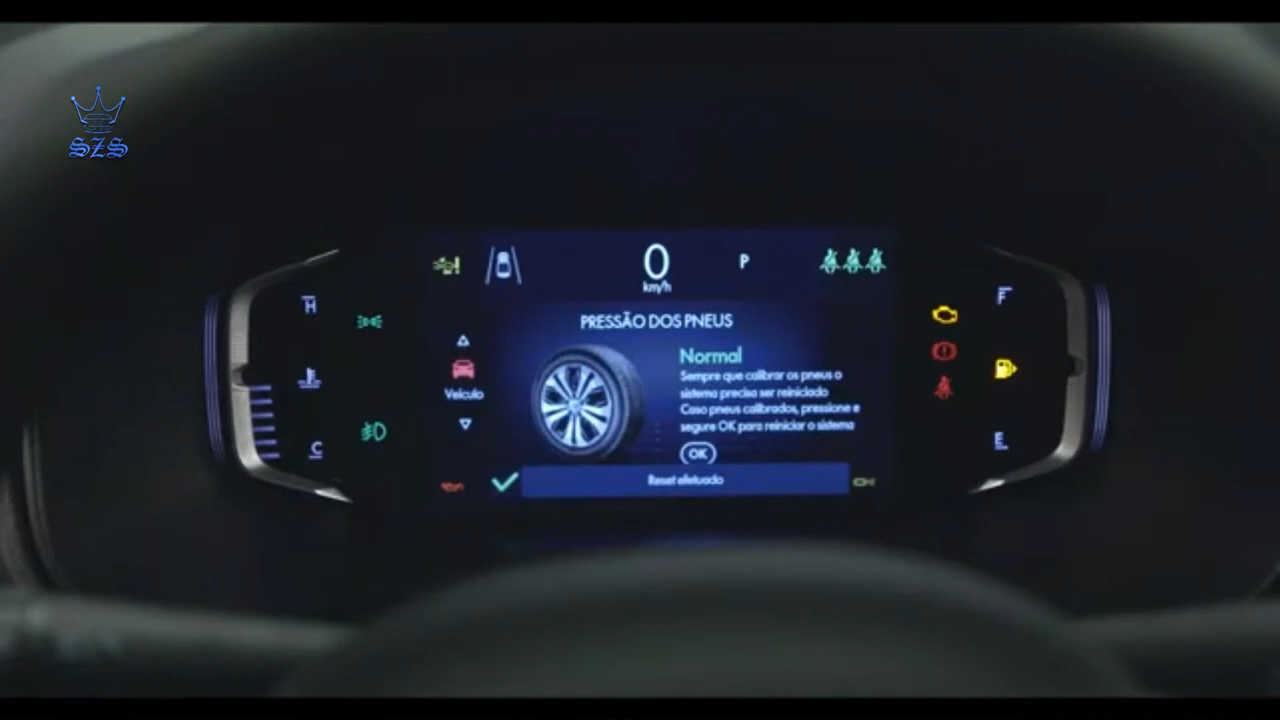 SZS
0
km/h
P
H
F
PRESSÃO DOS PNEUS
Normal
Sempre que calibrar os pneus o
sistema precisa ser reiniciado
Caso pneus calibrados, pressione e
segure OK para reiniciar o sistema
OK
Veículo
C
E
Reset efetuado